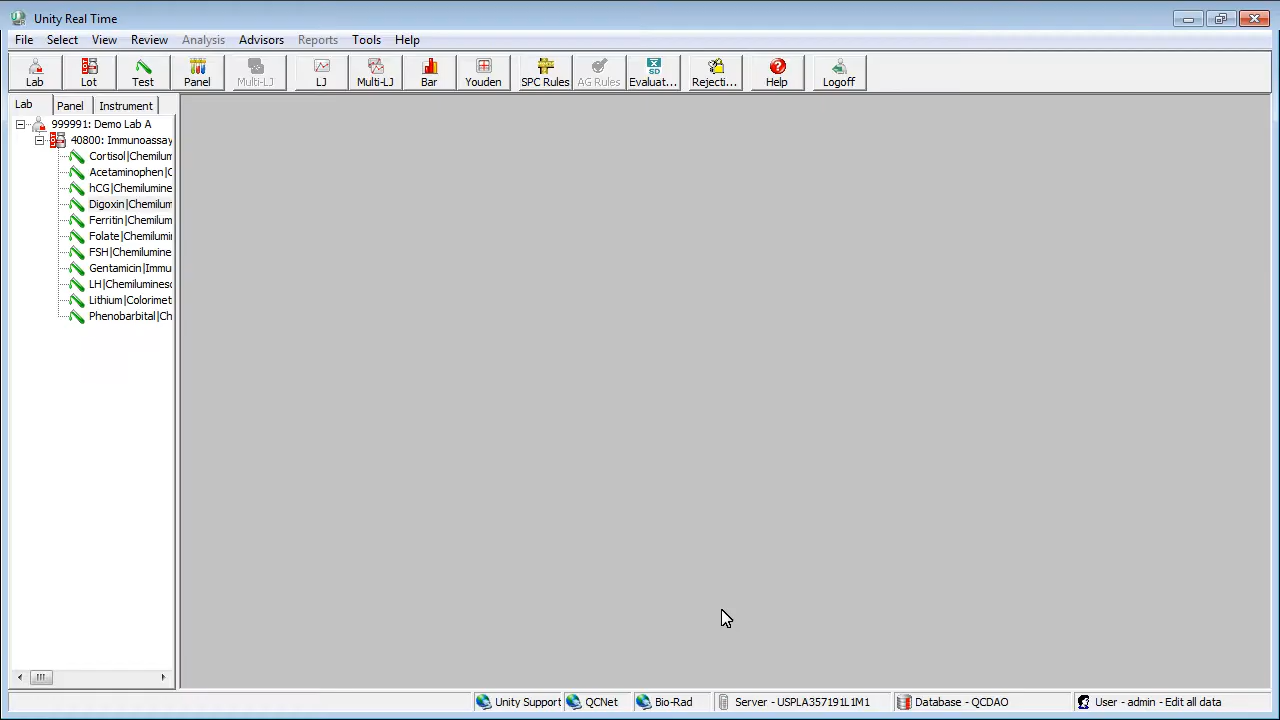 Unity Real Time
File Select View Review Analysis Advisors Reports Tools Help
Lab Lot Test Panel Multi-LJ LJ Multi-LJ Bar Youden SPC Rules AG Rules Evaluat... Rejecti... Help Logoff
Lab Panel Instrument
999991: Demo Lab A
40800: Immunoassay
Cortisol|Chemilum
Acetaminophen|C
hCG|Chemilumine
Digoxin|Chemilum
Ferritin|Chemilum
Folate|Chemilumi
FSH|Chemilumine
Gentamicin|Immu
LH|Chemiluminesc
Lithium|Colorimet
Phenobarbital|Ch
Unity Support QCNet Bio-Rad Server - USPLA357191L1M1 Database - QCDAO User - admin - Edit all data